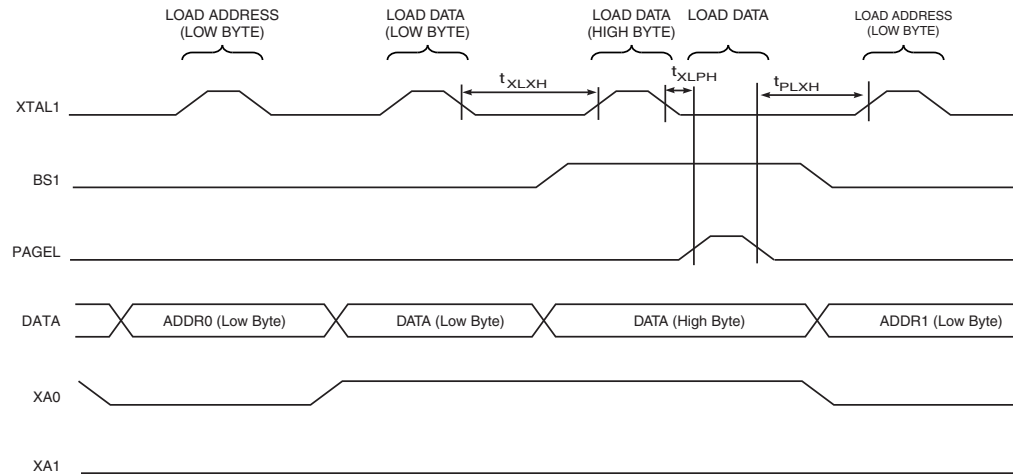 LOAD ADDRESS
(LOW BYTE)
LOAD DATA
(LOW BYTE)
LOAD DATA
(HIGH BYTE)
LOAD DATA
LOAD ADDRESS
(LOW BYTE)
XTAL1
tXLXH
tXLPH
tPLXH
BS1
PAGEL
DATA
ADDR0 (Low Byte)
DATA (Low Byte)
DATA (High Byte)
ADDR1 (Low Byte)
XA0
XA1